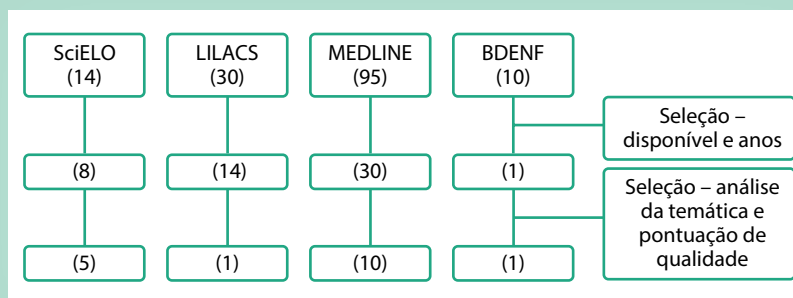 SciELO
(14)
LILACS
(30)
MEDLINE
(95)
BDENF
(10)
Seleção –
disponível e anos
(8)
(14)
(30)
(1)
Seleção – análise
da temática e
pontuação de
qualidade
(5)
(1)
(10)
(1)